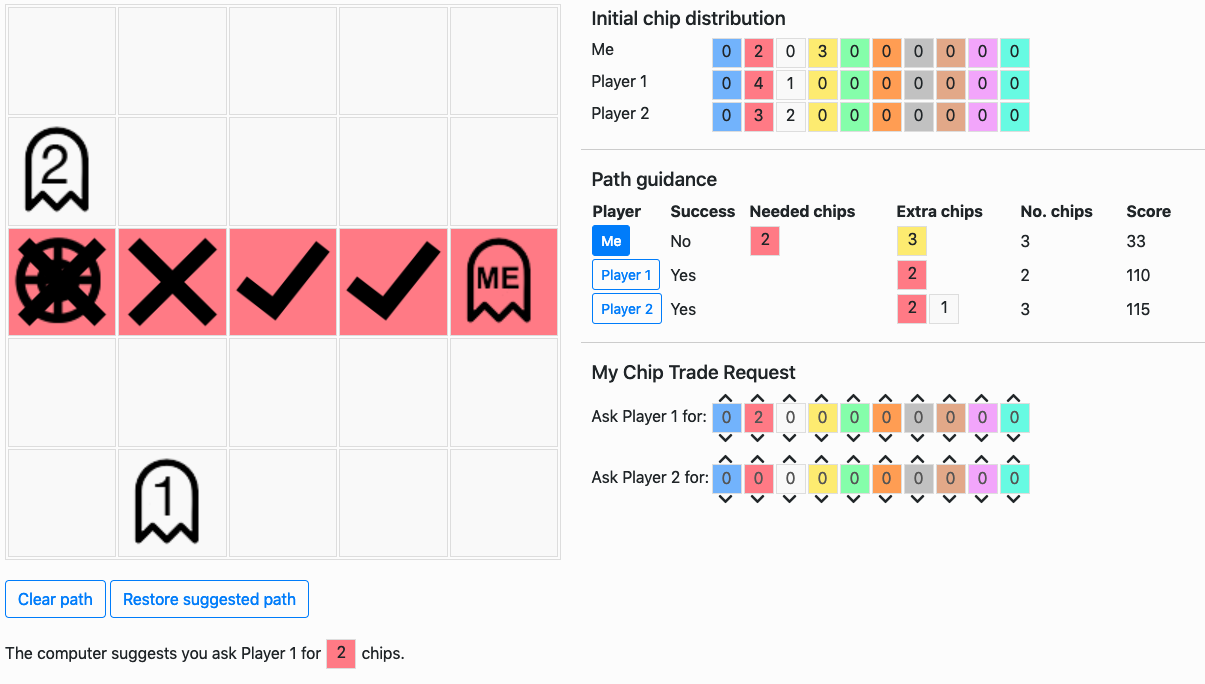 Initial chip distribution
Me 0 2 0 3 0 0 0 0 0 0
Player 1 0 4 1 0 0 0 0 0 0 0
Player 2 0 3 2 0 0 0 0 0 0 0
Path guidance
Player Success Needed chips Extra chips No. chips Score
Me No 2 3 3 33
Player 1 Yes 2 2 110
Player 2 Yes 2 1 3 115
My Chip Trade Request
Ask Player 1 for: 0 2 0 0 0 0 0 0 0 0
Ask Player 2 for: 0 0 0 0 0 0 0 0 0 0
2
ME
1
Clear path Restore suggested path
The computer suggests you ask Player 1 for 2 chips.